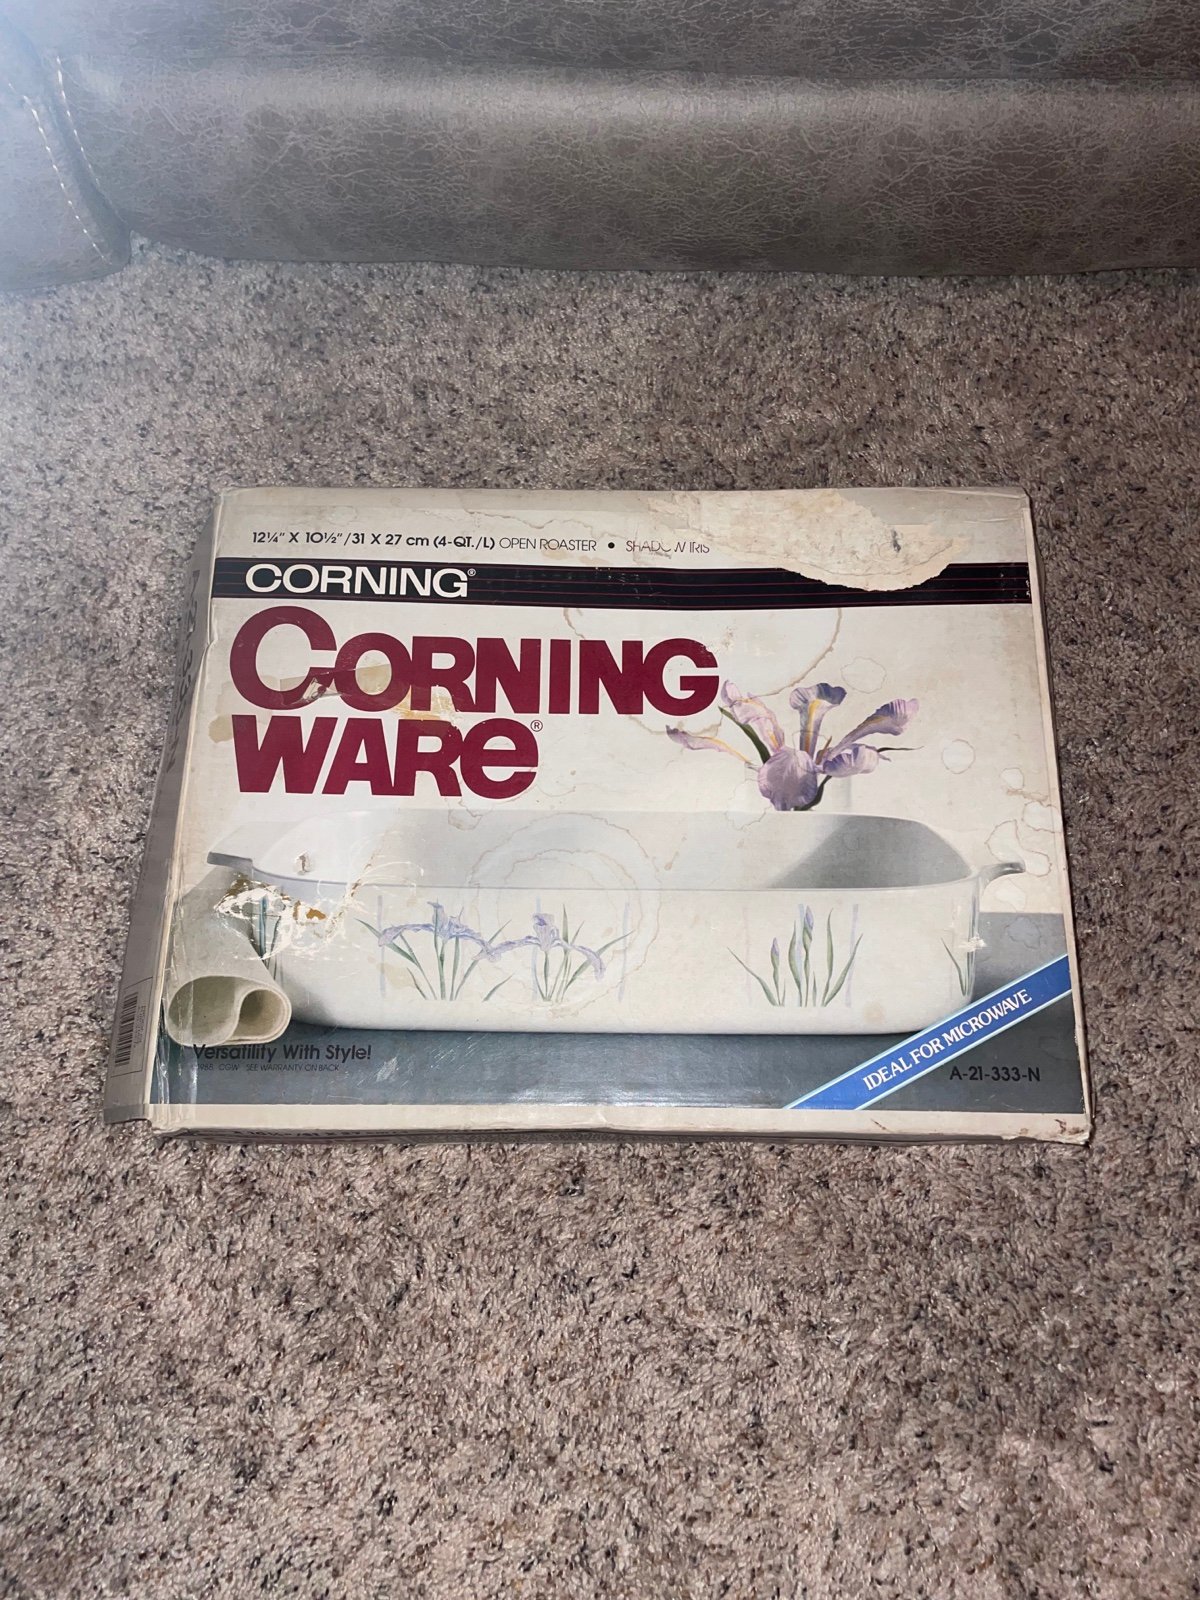 12¼" X 10½"/31 X 27 cm (4-QT./L) OPEN ROASTER • SHADOW IRIS
CORNING®
CORNING
WARE®
Versatility With Style!
CGW SEE WARRANTY ON BACK
IDEAL FOR MICROWAVE
A-21-333-N